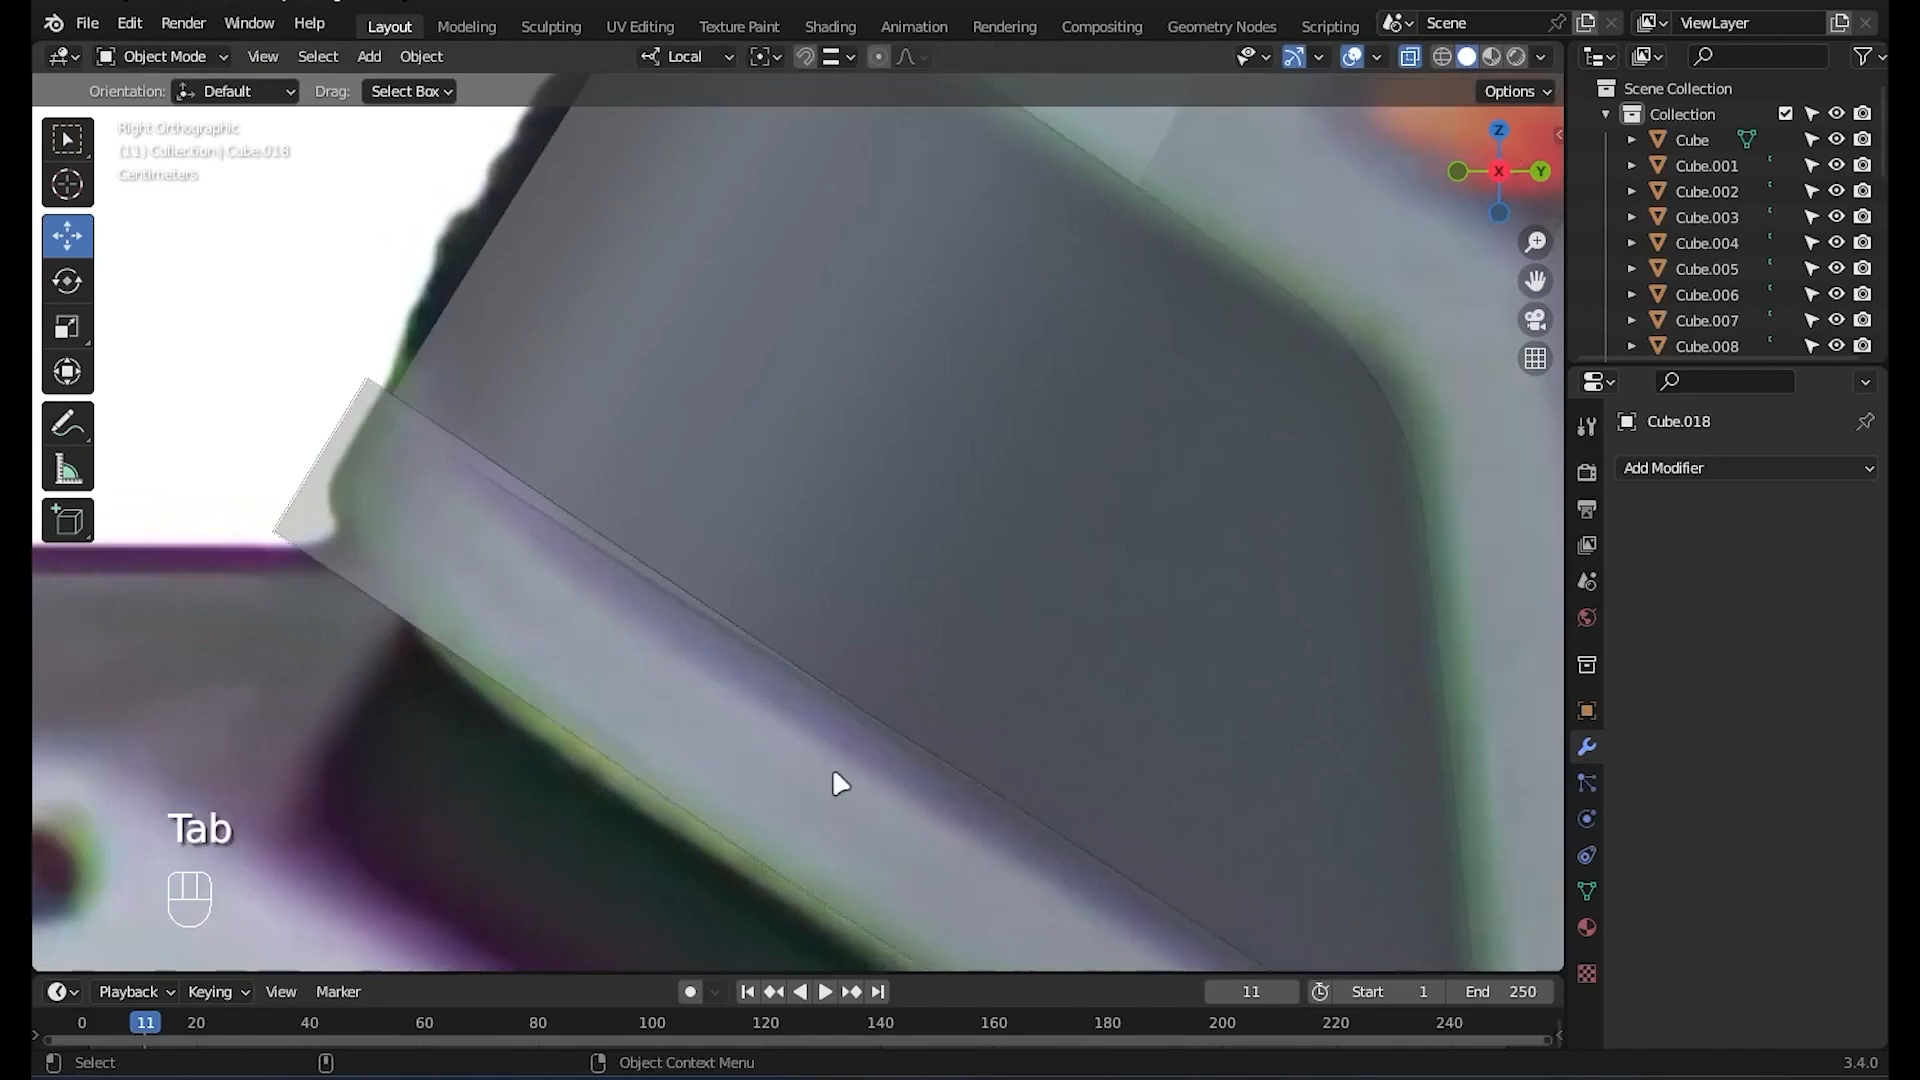 File Edit Render Window Help Layout Modeling Sculpting UV Editing Texture Paint Shading Animation Rendering Compositing Geometry Nodes Scripting Scene ViewLayer
Object Mode View Select Add Object Local
Orientation: Default Drag: Select Box Options
Right Orthographic
(11) Collection | Cube.018
Centimeters
Z
X
Y
Scene Collection
Collection
Cube
Cube.001
Cube.002
Cube.003
Cube.004
Cube.005
Cube.006
Cube.007
Cube.008
Cube.018
Add Modifier
Tab
Playback Keying View Marker 11 Start 1 End 250
0 11 20 40 60 80 100 120 140 160 180 200 220 240
Select Object Context Menu 3.4.0